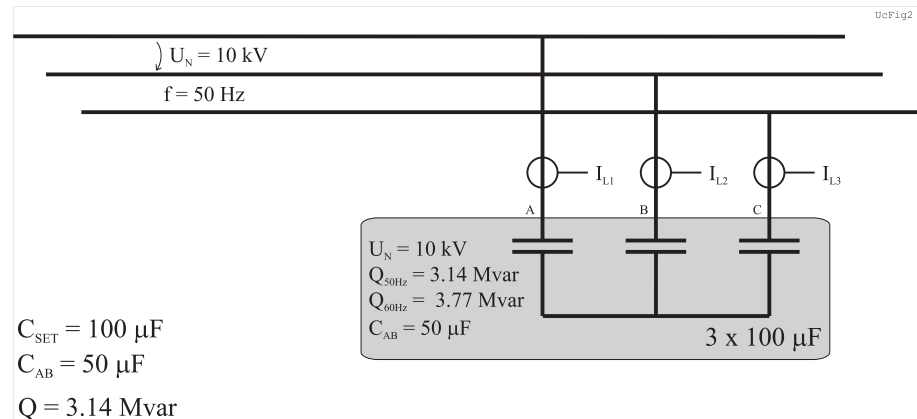 UcFig2
U_N = 10 kV
f = 50 Hz
I_L1
I_L2
I_L3
A
B
C
U_N = 10 kV
Q_50Hz = 3.14 Mvar
Q_60Hz = 3.77 Mvar
C_AB = 50 µF
3 x 100 µF
C_SET = 100 µF
C_AB = 50 µF
Q = 3.14 Mvar